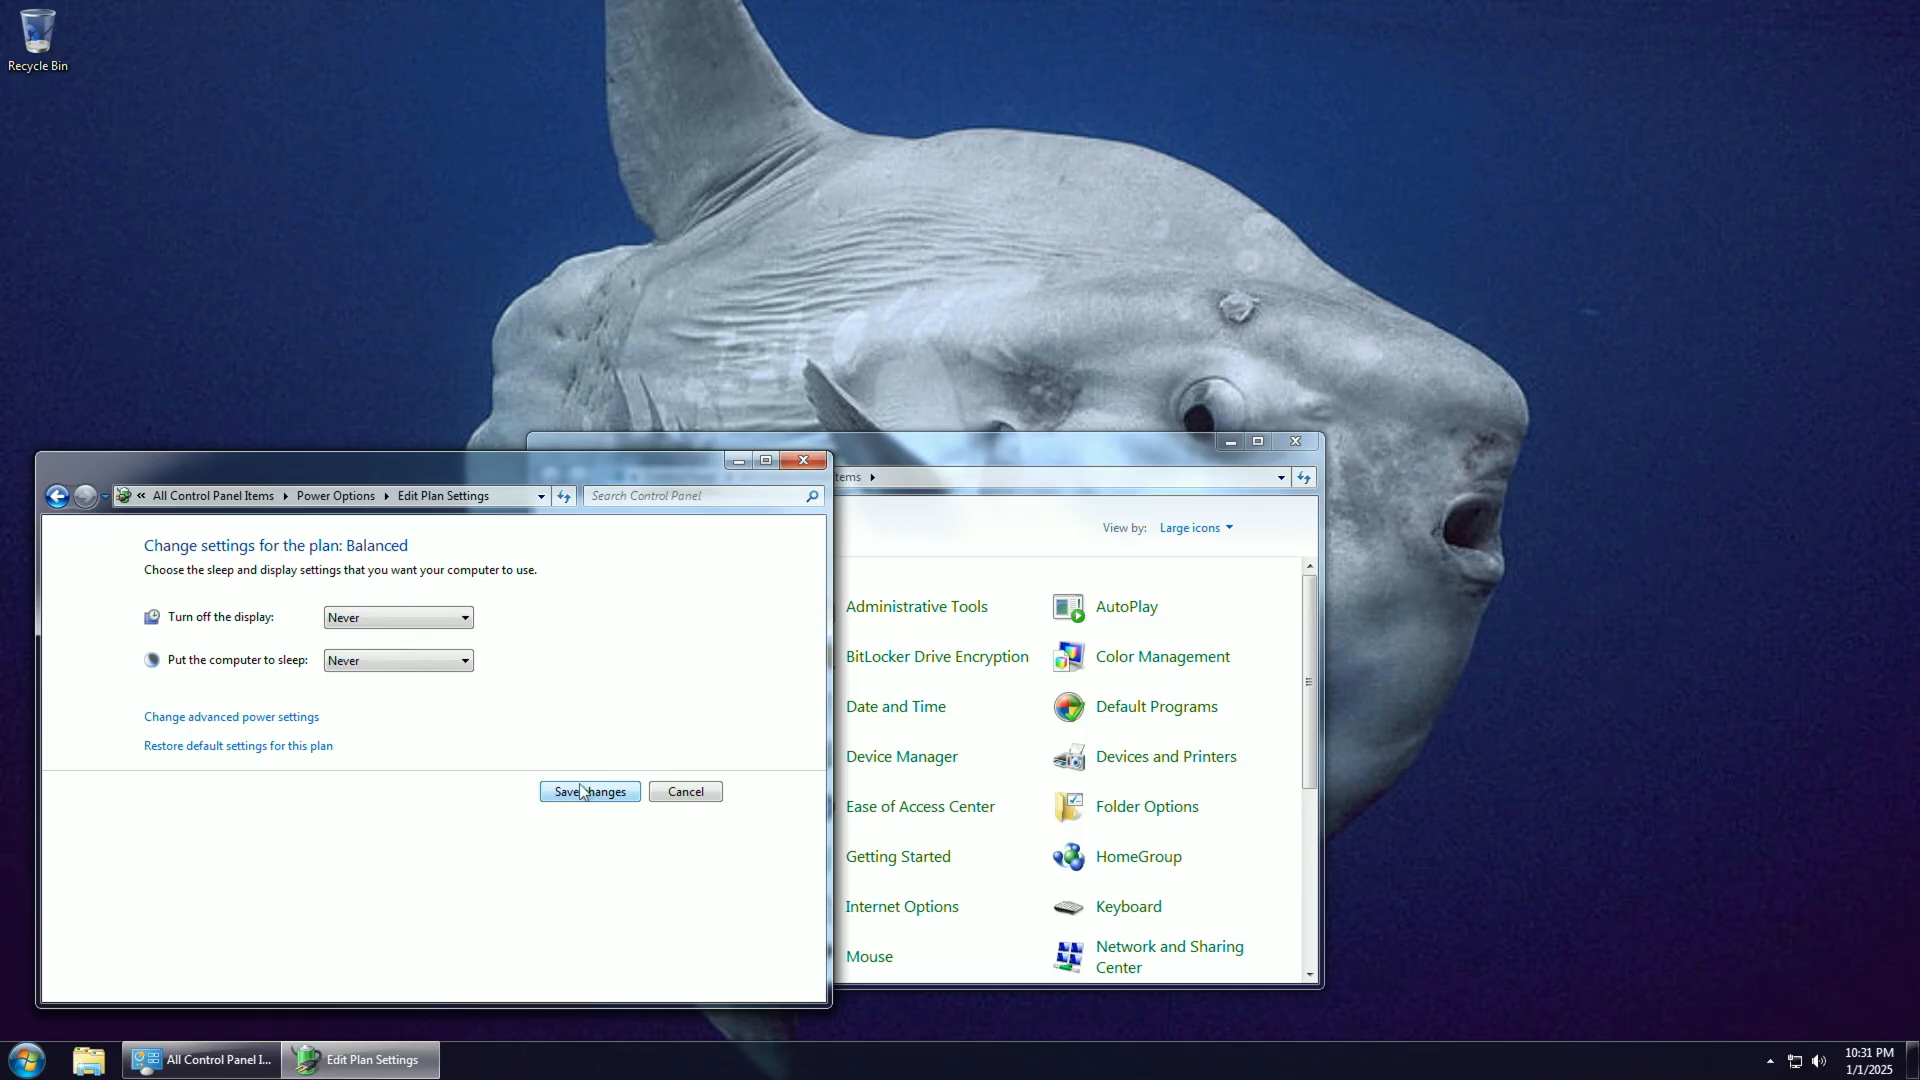 Recycle Bin
« All Control Panel Items Power Options Edit Plan Settings
Search Control Panel
Change settings for the plan: Balanced
Choose the sleep and display settings that you want your computer to use.
Turn off the display: Never
Put the computer to sleep: Never
Change advanced power settings
Restore default settings for this plan
Save changes Cancel
View by: Large icons
Administrative Tools AutoPlay
BitLocker Drive Encryption Color Management
Date and Time Default Programs
Device Manager Devices and Printers
Ease of Access Center Folder Options
Getting Started HomeGroup
Internet Options Keyboard
Mouse Network and Sharing
Center
All Control Panel I... Edit Plan Settings
10:31 PM
1/1/2025